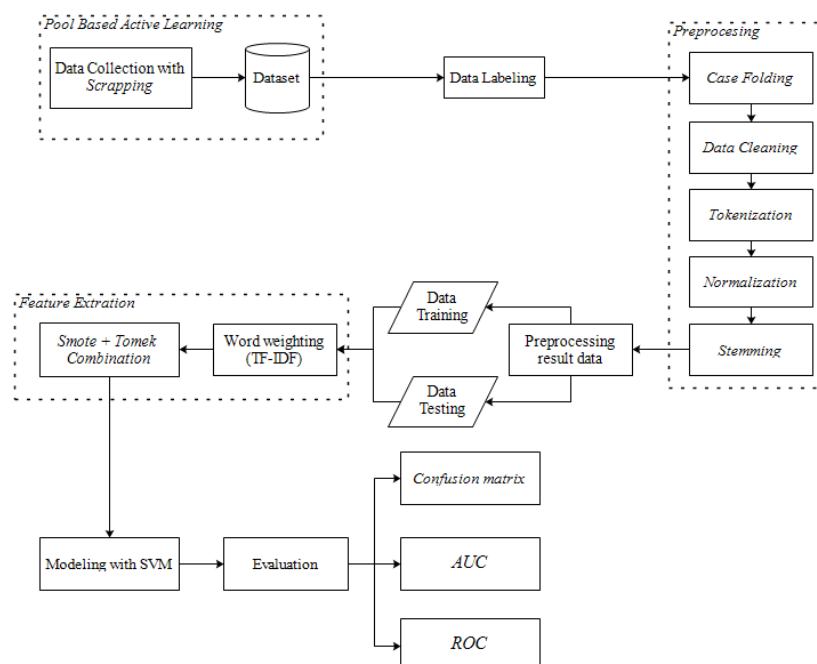 Pool Based Active Learning
Data Collection with
Scrapping
Dataset
Data Labeling
Preprocesing
Case Folding
Data Cleaning
Tokenization
Normalization
Stemming
Preprocessing
result data
Data
Training
Data
Testing
Feature Extration
Word weighting
(TF-IDF)
Smote + Tomek
Combination
Modeling with SVM
Evaluation
Confusion matrix
AUC
ROC